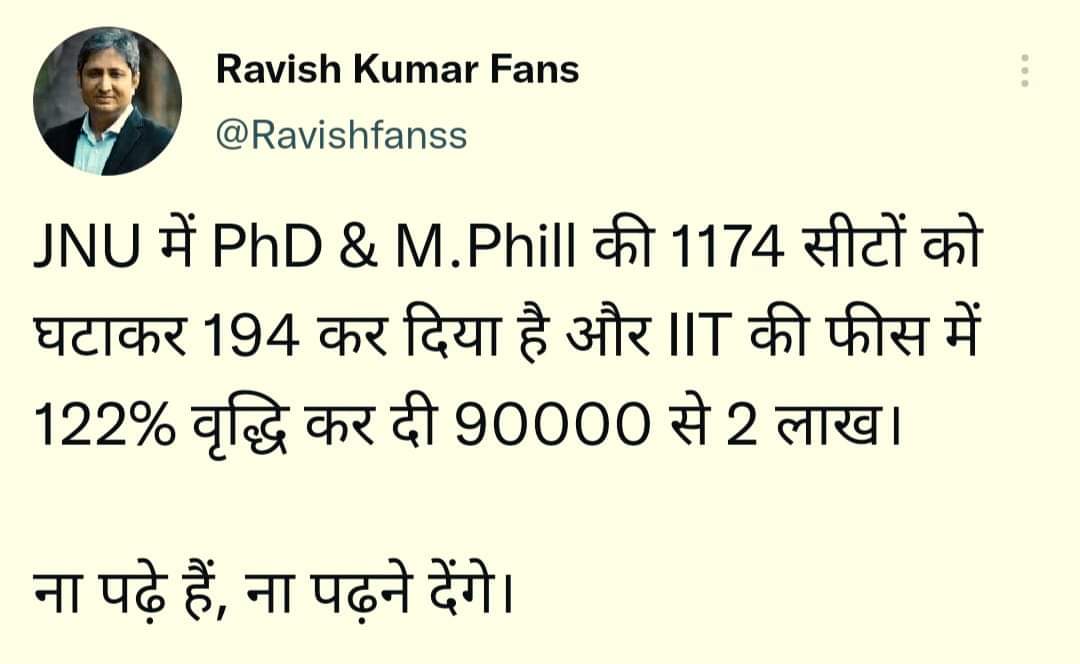 Ravish Kumar Fans
@Ravishfanss
JNU में PhD & M.Phill की 1174 सीटों को
घटाकर 194 कर दिया है और IIT की फीस में
122% वृद्धि कर दी 90000 से 2 लाख।
ना पढ़े हैं, ना पढ़ने देंगे।